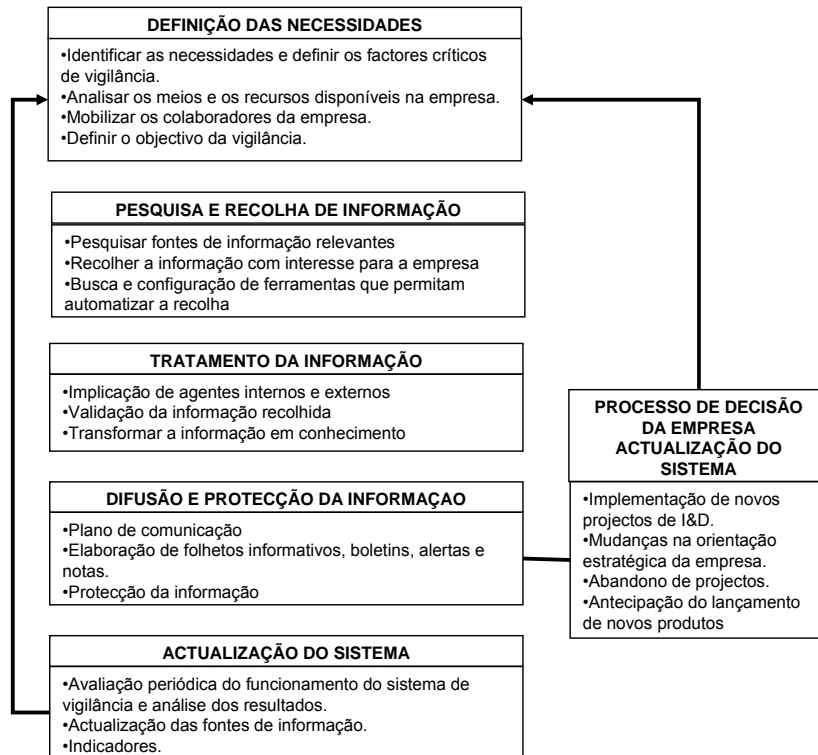 DEFINIÇÃO DAS NECESSIDADES
•Identificar as necessidades e definir os factores críticos
de vigilância.
•Analisar os meios e os recursos disponíveis na empresa.
•Mobilizar os colaboradores da empresa.
•Definir o objectivo da vigilância.
PESQUISA E RECOLHA DE INFORMAÇÃO
•Pesquisar fontes de informação relevantes
•Recolher a informação com interesse para a empresa
•Busca e configuração de ferramentas que permitam
automatizar a recolha
TRATAMENTO DA INFORMAÇÃO
•Implicação de agentes internos e externos
•Validação da informação recolhida
•Transformar a informação em conhecimento
DIFUSÃO E PROTECÇÃO DA INFORMAÇAO
•Plano de comunicação
•Elaboração de folhetos informativos, boletins, alertas e
notas.
•Protecção da informação
ACTUALIZAÇÃO DO SISTEMA
•Avaliação periódica do funcionamento do sistema de
vigilância e análise dos resultados.
•Actualização das fontes de informação.
•Indicadores.
PROCESSO DE DECISÃO
DA EMPRESA
ACTUALIZAÇÃO DO
SISTEMA
•Implementação de novos
projectos de I&D.
•Mudanças na orientação
estratégica da empresa.
•Abandono de projectos.
•Antecipação do lançamento
de novos produtos